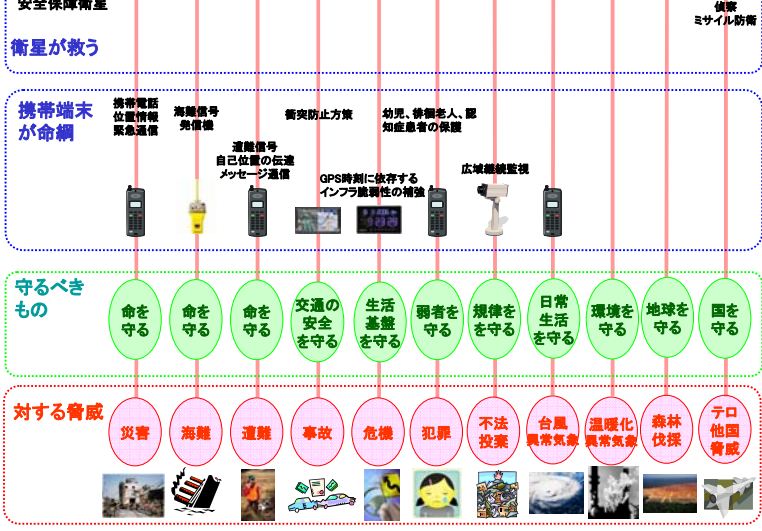 安全保障衛星
偵察
ミサイル防衛
衛星が救う
携帯端末
が命綱
携帯電話
位置情報
緊急通信
海難信号
発信機
遭難信号
自己位置の伝達
メッセージ通信
衝突防止方策
GPS時刻に依存する
インフラ脆弱性の補強
幼児、徘徊老人、認
知症患者の保護
広域継続監視
守るべき
もの
命を
守る
命を
守る
命を
守る
交通の
安全
を守る
生活
基盤
を守る
弱者を
守る
規律を
を守る
日常
生活
を守る
環境を
守る
地球を
守る
国を
守る
対する脅威
災害
海難
遭難
事故
危機
犯罪
不法
投棄
台風
異常気象
温暖化
異常気象
森林
伐採
テロ
他国
脅威